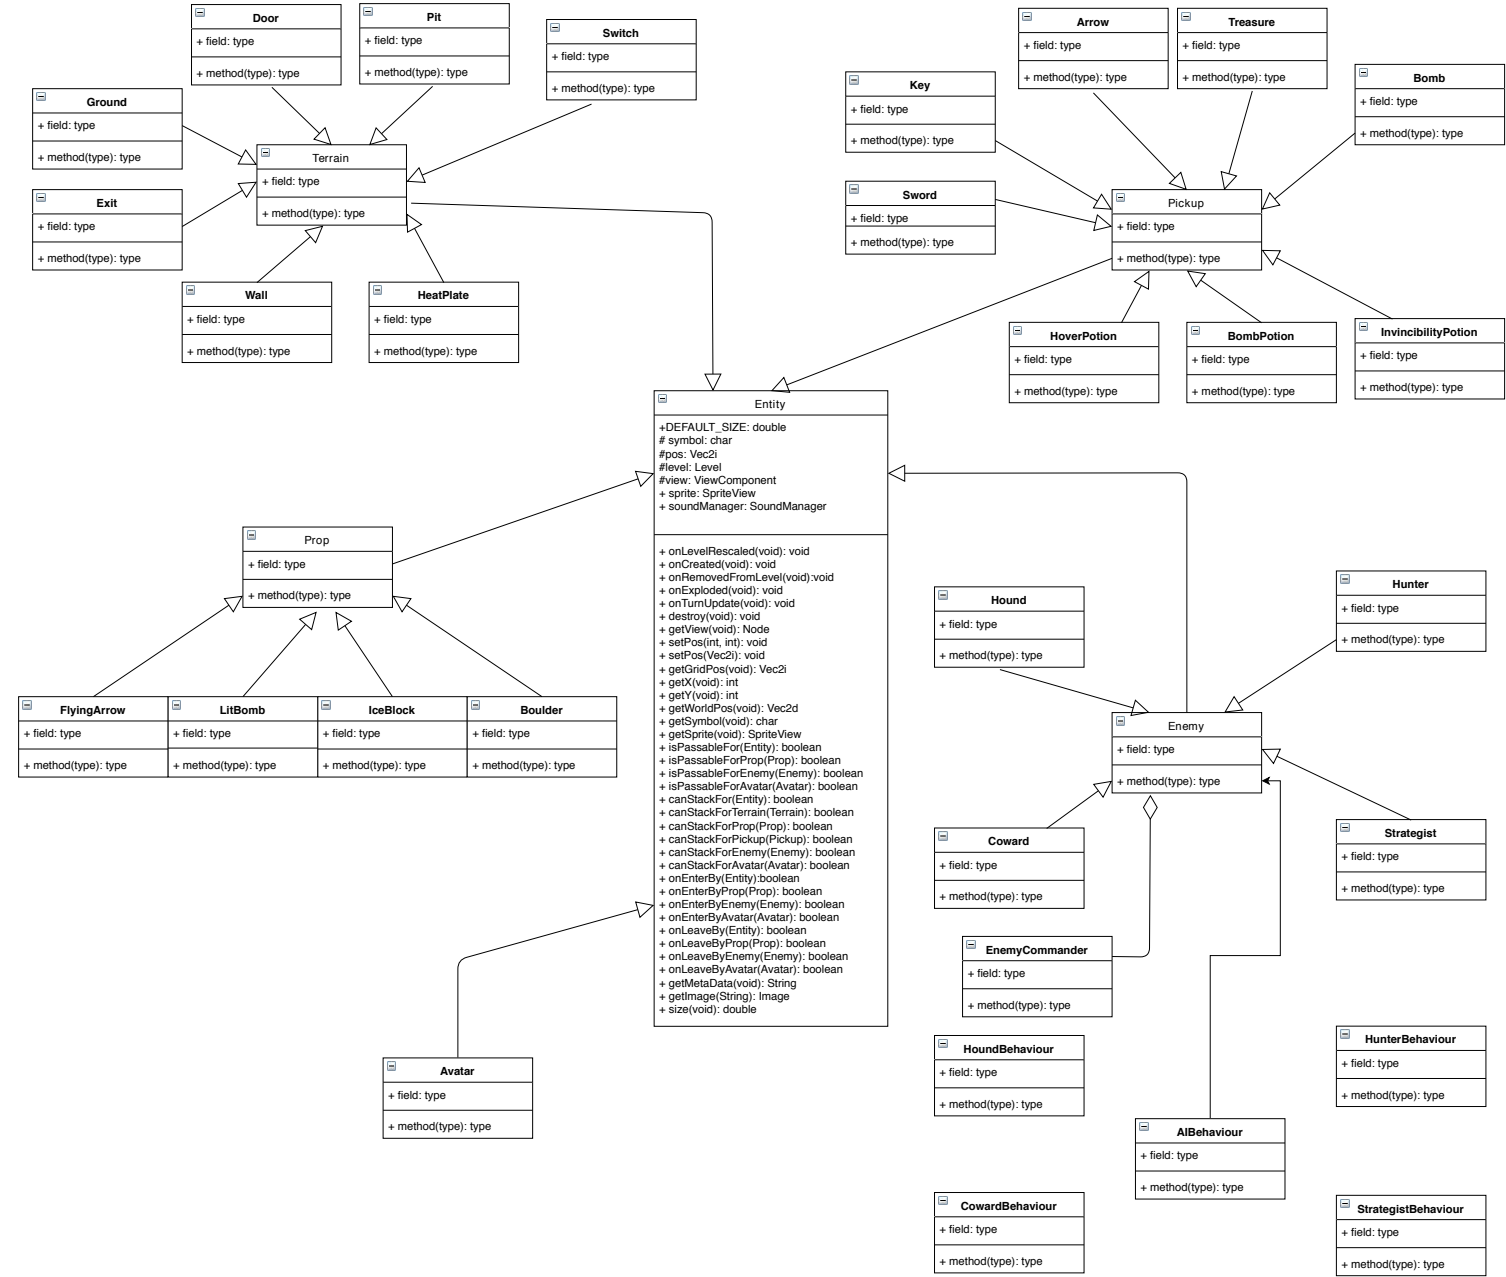 Door
+ field: type
+ method(type): type
Pit
+ field: type
+ method(type): type
Switch
+ field: type
+ method(type): type
Ground
+ field: type
+ method(type): type
Terrain
+ field: type
+ method(type): type
Exit
+ field: type
+ method(type): type
Wall
+ field: type
+ method(type): type
HeatPlate
+ field: type
+ method(type): type
Arrow
+ field: type
+ method(type): type
Treasure
+ field: type
+ method(type): type
Key
+ field: type
+ method(type): type
Bomb
+ field: type
+ method(type): type
Sword
+ field: type
+ method(type): type
Pickup
+ field: type
+ method(type): type
HoverPotion
+ field: type
+ method(type): type
BombPotion
+ field: type
+ method(type): type
InvincibilityPotion
+ field: type
+ method(type): type
Entity
+DEFAULT_SIZE: double
# symbol: char
#pos: Vec2i
#level: Level
#view: ViewComponent
+ sprite: SpriteView
+ soundManager: SoundManager
+ onLevelRescaled(void): void
+ onCreated(void): void
+ onRemovedFromLevel(void):void
+ onExploded(void): void
+ onTurnUpdate(void): void
+ destroy(void): void
+ getView(void): Node
+ setPos(int, int): void
+ setPos(Vec2i): void
+ getGridPos(void): Vec2i
+ getX(void): int
+ getY(void): int
+ getWorldPos(void): Vec2d
+ getSymbol(void): char
+ getSprite(void): SpriteView
+ isPassableFor(Entity): boolean
+ isPassableForProp(Prop): boolean
+ isPassableForEnemy(Enemy): boolean
+ isPassableForAvatar(Avatar): boolean
+ canStackFor(Entity): boolean
+ canStackForTerrain(Terrain): boolean
+ canStackForProp(Prop): boolean
+ canStackForPickup(Pickup): boolean
+ canStackForEnemy(Enemy): boolean
+ canStackForAvatar(Avatar): boolean
+ onEnterBy(Entity):boolean
+ onEnterByProp(Prop): boolean
+ onEnterByEnemy(Enemy): boolean
+ onEnterByAvatar(Avatar): boolean
+ onLeaveBy(Entity): boolean
+ onLeaveByProp(Prop): boolean
+ onLeaveByEnemy(Enemy): boolean
+ onLeaveByAvatar(Avatar): boolean
+ getMetaData(void): String
+ getImage(String): Image
+ size(void): double
Prop
+ field: type
+ method(type): type
FlyingArrow
+ field: type
+ method(type): type
LitBomb
+ field: type
+ method(type): type
IceBlock
+ field: type
+ method(type): type
Boulder
+ field: type
+ method(type): type
Avatar
+ field: type
+ method(type): type
Hound
+ field: type
+ method(type): type
Hunter
+ field: type
+ method(type): type
Enemy
+ field: type
+ method(type): type
Coward
+ field: type
+ method(type): type
Strategist
+ field: type
+ method(type): type
EnemyCommander
+ field: type
+ method(type): type
HoundBehaviour
+ field: type
+ method(type): type
HunterBehaviour
+ field: type
+ method(type): type
AIBehaviour
+ field: type
+ method(type): type
CowardBehaviour
+ field: type
+ method(type): type
StrategistBehaviour
+ field: type
+ method(type): type